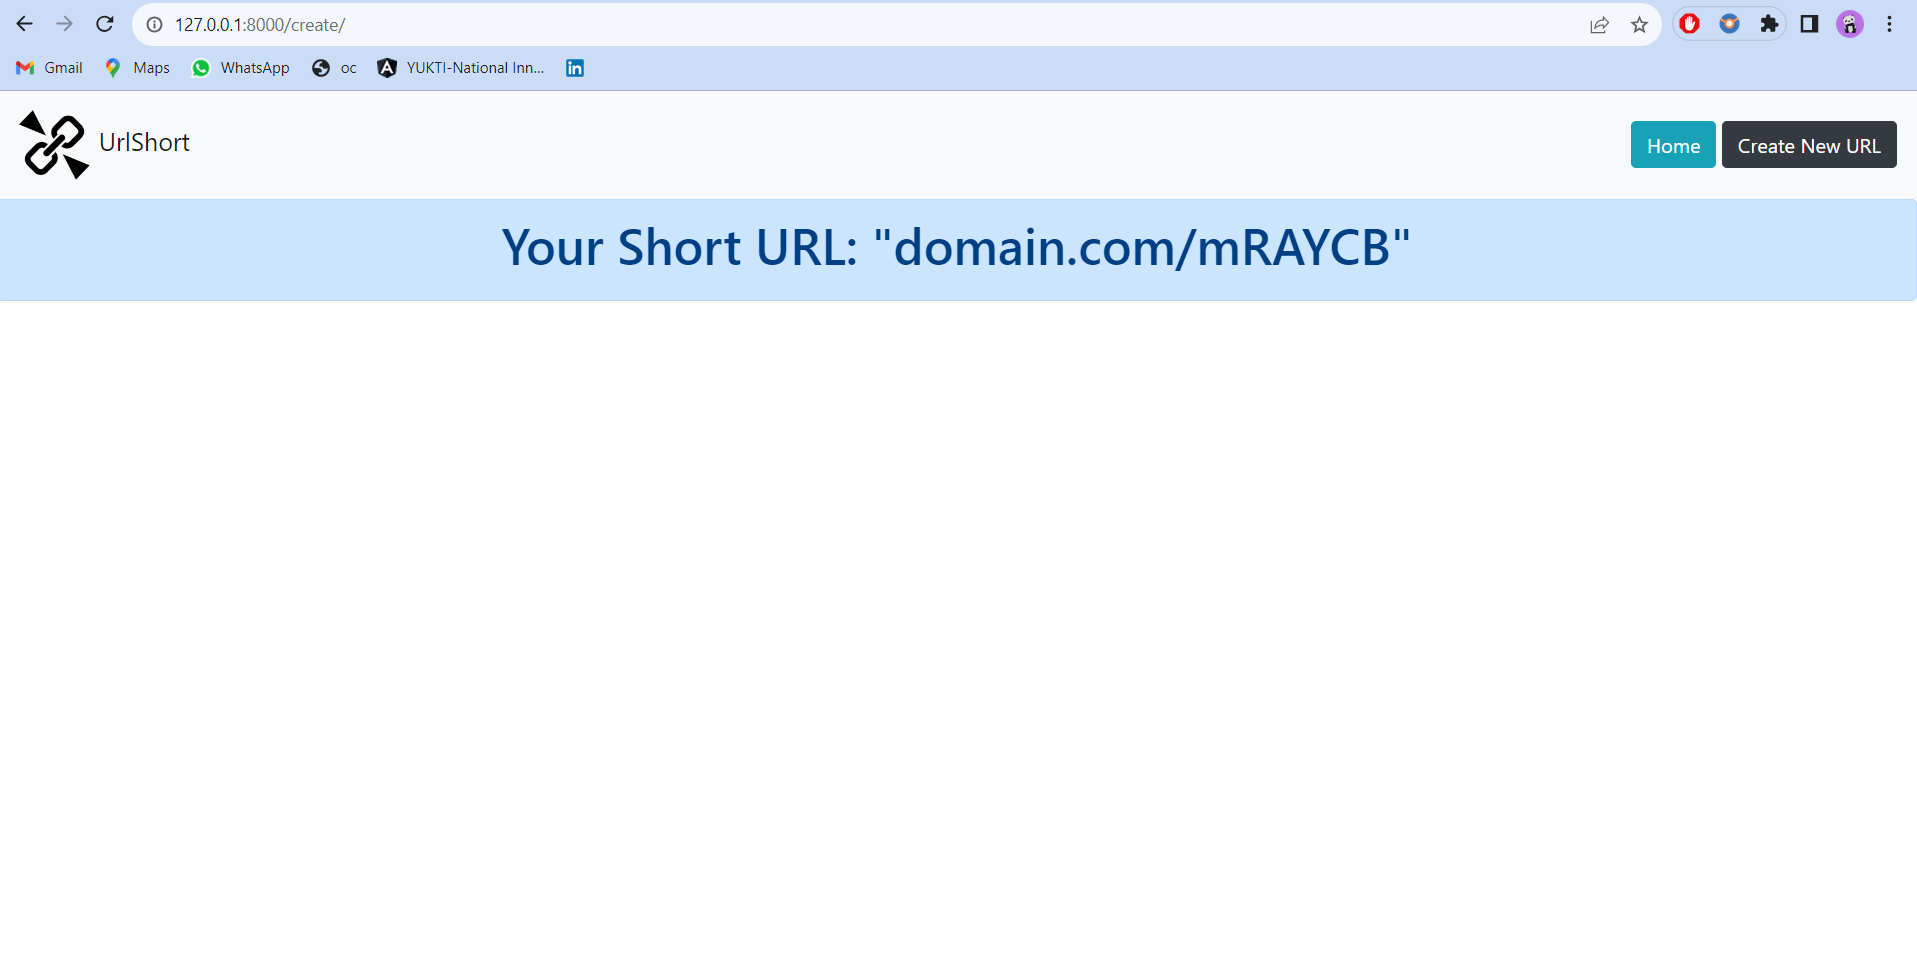 127.0.0.1:8000/create/
Gmail Maps WhatsApp oc YUKTI-National Inn...
UrlShort Home Create New URL
Your Short URL: "domain.com/mRAYCB"